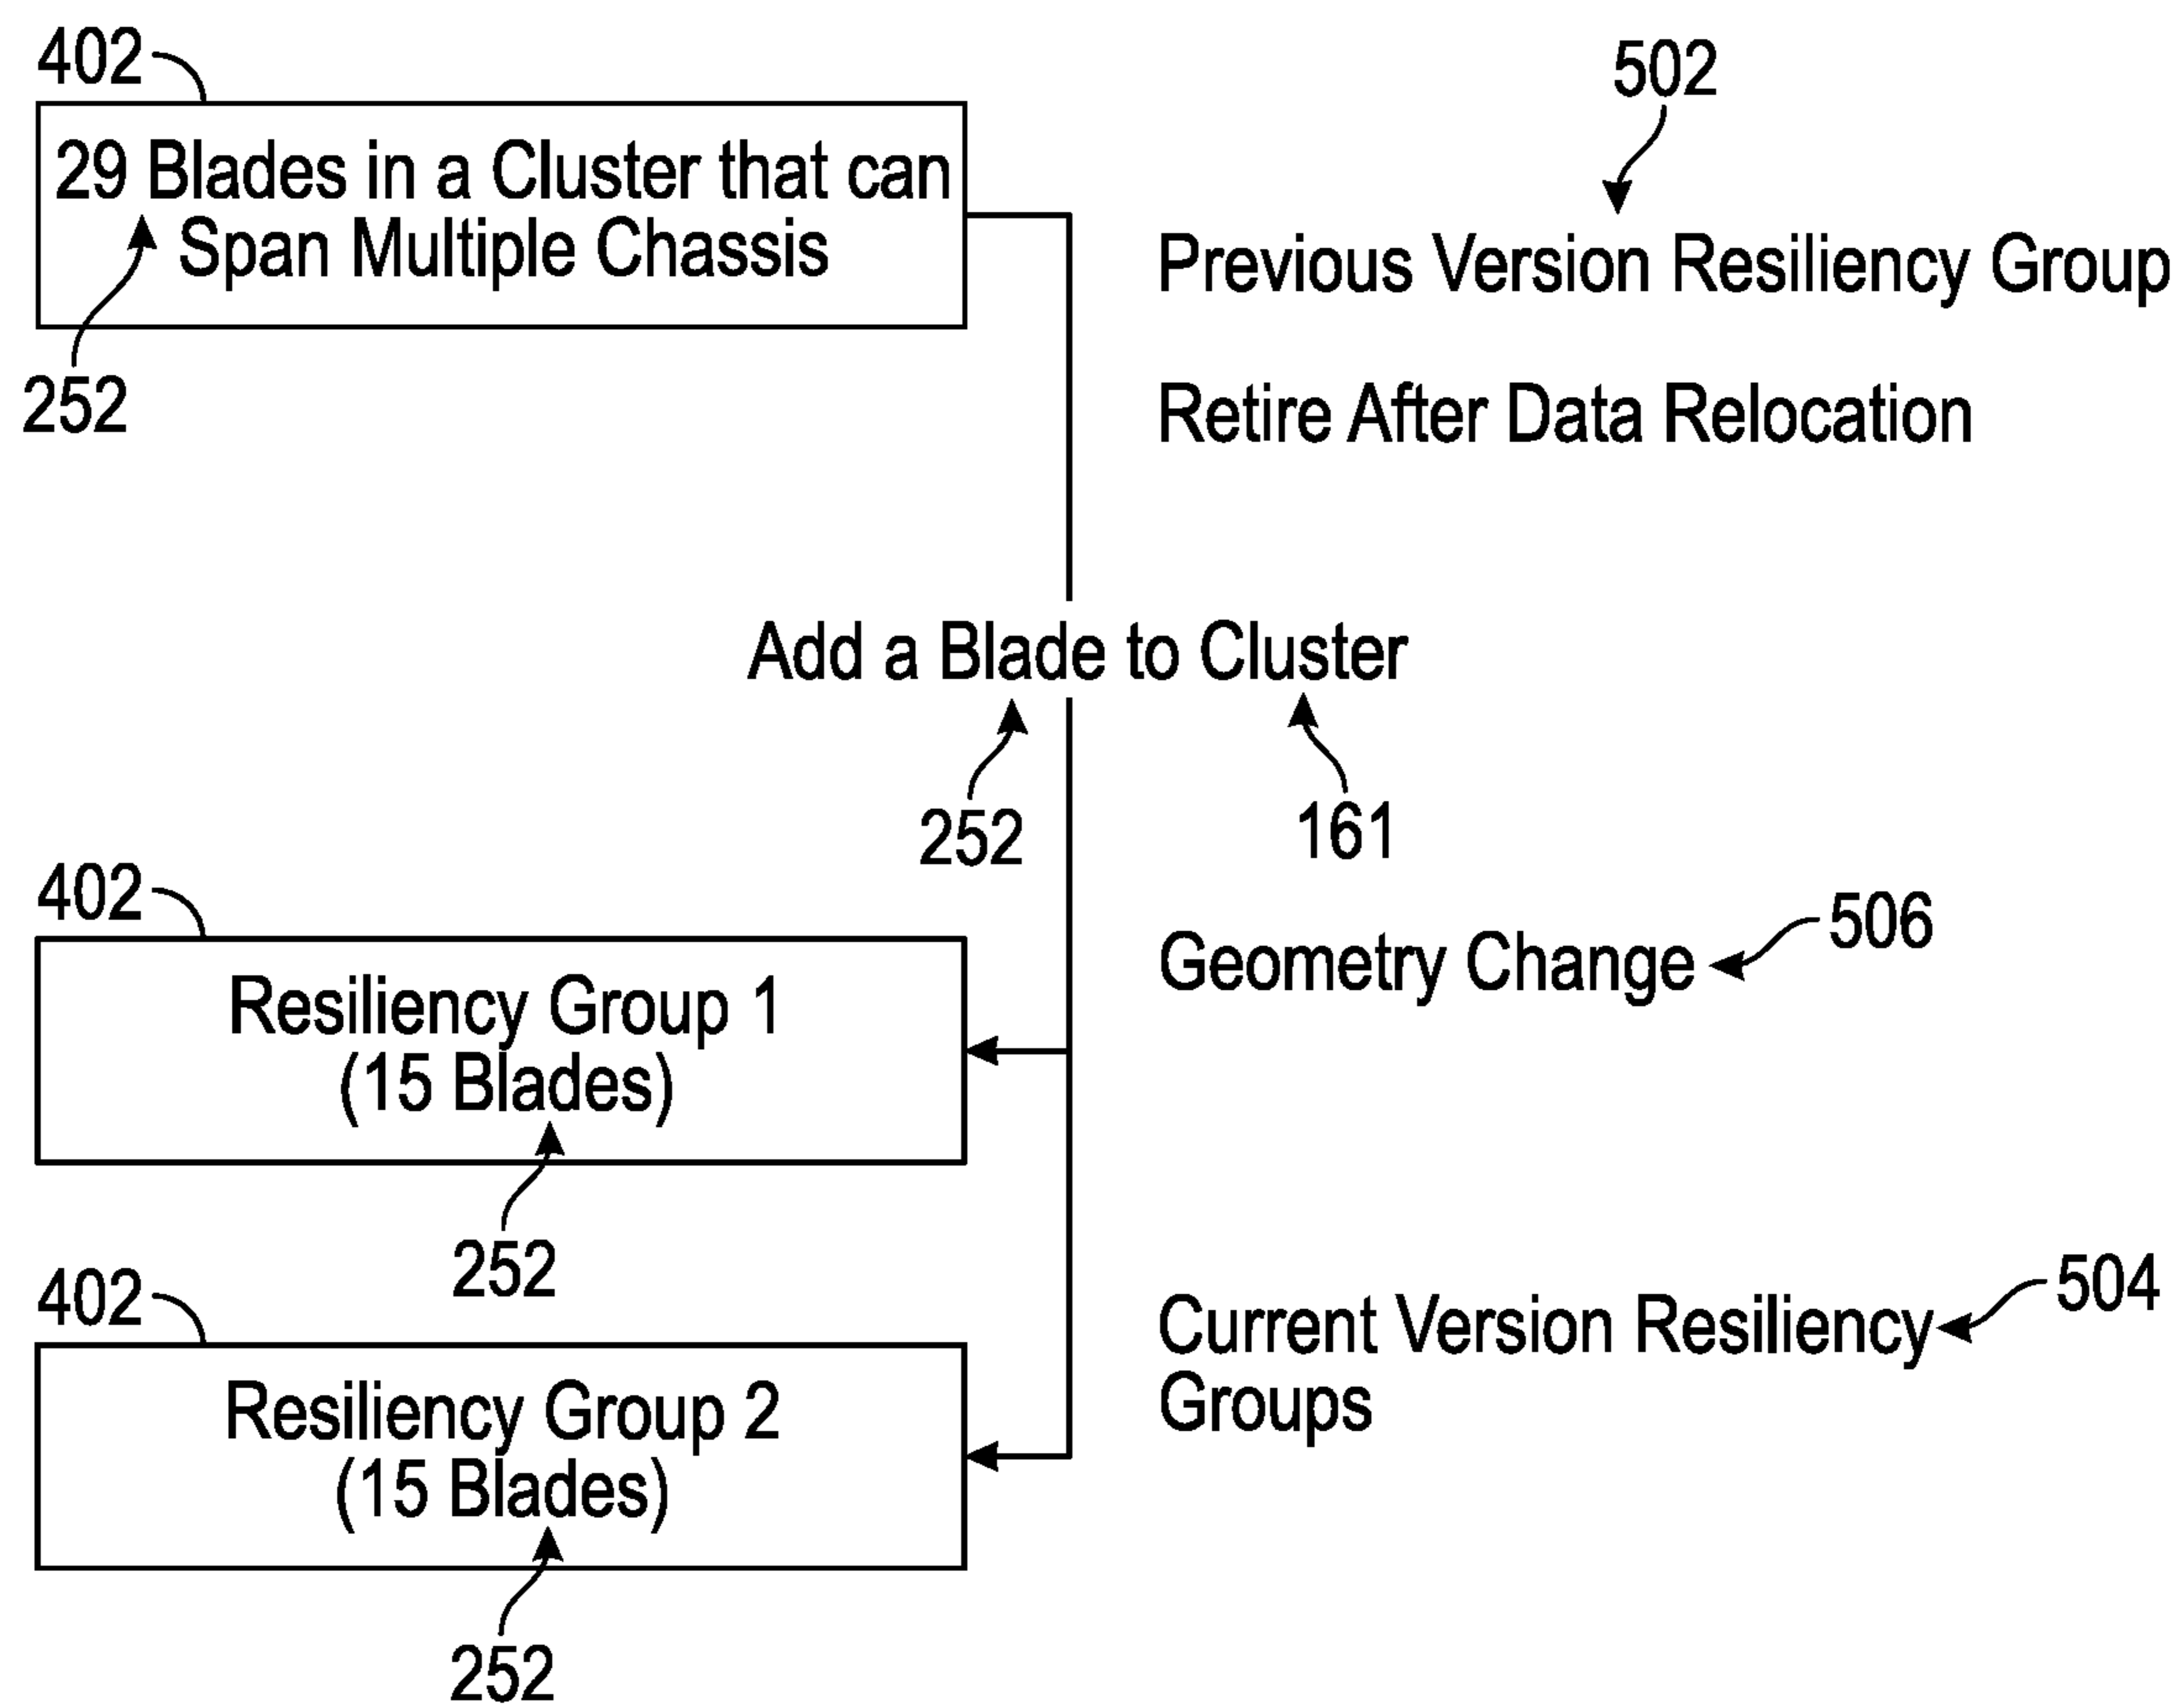 402
502
29 Blades in a Cluster that can
Span Multiple Chassis
Previous Version Resiliency Group
252
Retire After Data Relocation
Add a Blade to Cluster
252
161
402
506
Geometry Change
Resiliency Group 1
(15 Blades)
252
402
504
Current Version Resiliency
Groups
Resiliency Group 2
(15 Blades)
252